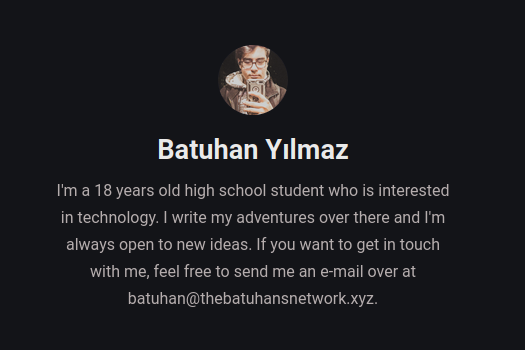 Batuhan Yılmaz
I'm a 18 years old high school student who is interested
in technology. I write my adventures over there and I'm
always open to new ideas. If you want to get in touch
with me, feel free to send me an e-mail over at
batuhan@thebatuhansnetwork.xyz.